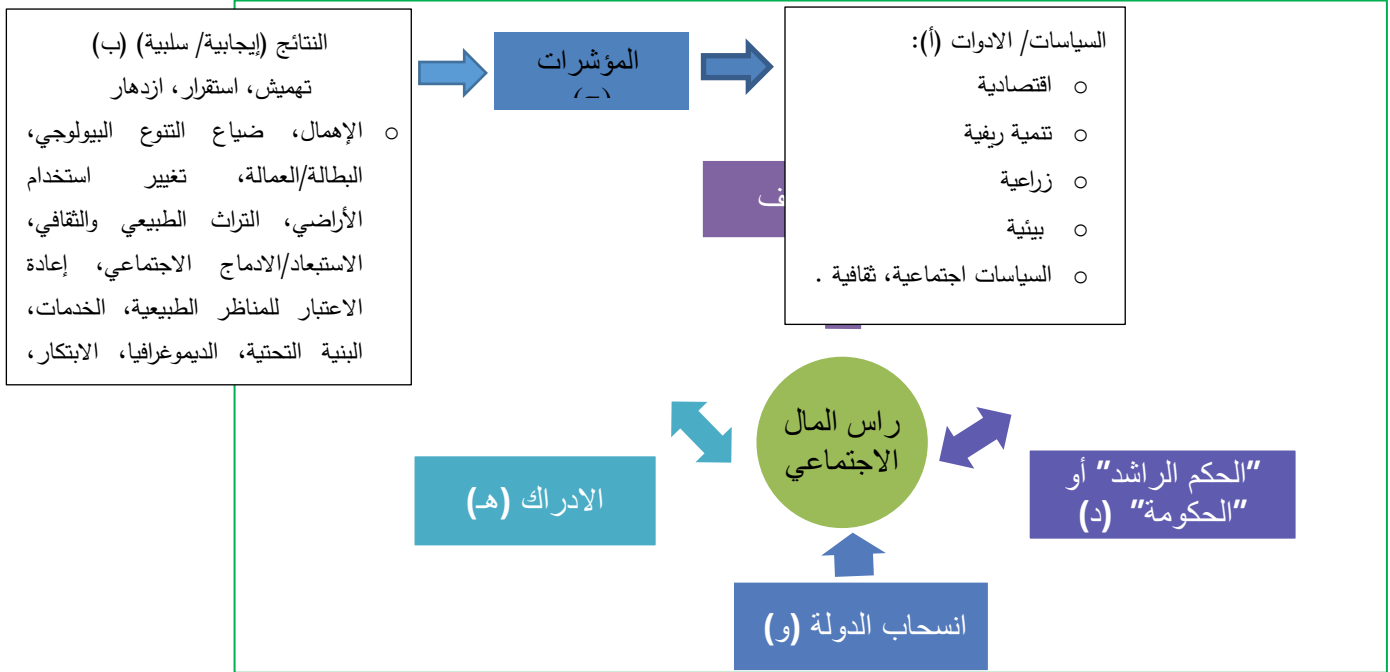 السياسات/ الادوات (أ):
○ اقتصادية
○ تنمية ريفية
○ زراعية
○ بيئية
○ السياسات اجتماعية، ثقافية .
المؤشرات
النتائج (إيجابية/ سلبية) (ب)
تهميش، استقرار، ازدهار
○ الإهمال، ضياع التنوع البيولوجي،
البطالة/العمالة، تغيير استخدام
الأراضي، التراث الطبيعي والثقافي،
الاستبعاد/الادماج الاجتماعي، إعادة
الاعتبار للمناظر الطبيعية، الخدمات،
البنية التحتية، الديموغرافيا، الابتكار،
راس المال
الاجتماعي
"الحكم الراشد" أو
"الحكومة" (د)
الادراك (هـ)
انسحاب الدولة (و)